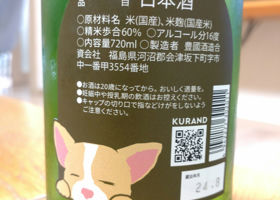 日本酒
○原材料名 米(国産)、米麹(国産米)
○精米歩合60% ○アルコール分16度
○内容量720ml ○製造者 豊國酒造合
資会社 福島県河沼郡会津坂下町字市
中一番甲3554番地
●お酒は20歳になってから。おいしく適量を。
●妊娠中や授乳期の飲酒はお控えください。
●キャップの切り口で指などけがをしないよう
ご注意ください。
KURAND
24.8